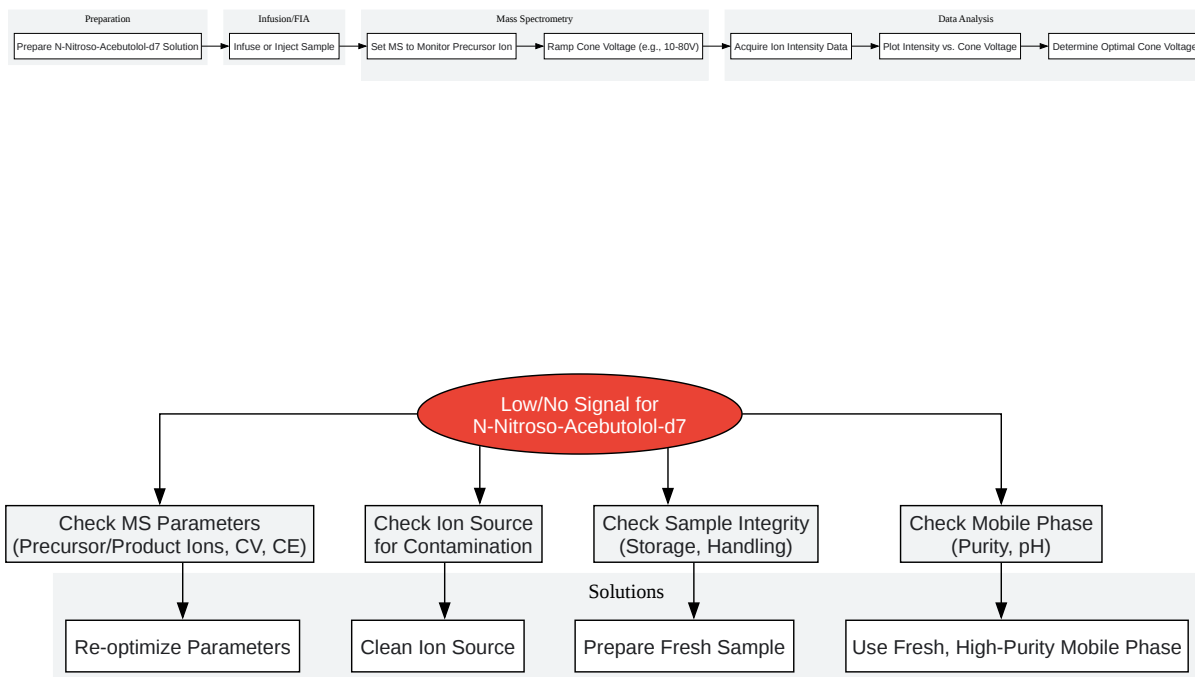 Preparation
Infusion/FIA
Mass Spectrometry
Data Analysis
Prepare N-Nitroso-Acebutolol-d7 Solution
Infuse or Inject Sample
Set MS to Monitor Precursor Ion
Ramp Cone Voltage (e.g., 10-80V)
Acquire Ion Intensity Data
Plot Intensity vs. Cone Voltage
Determine Optimal Cone Voltage
Low/No Signal for
N-Nitroso-Acebutolol-d7
Check MS Parameters
(Precursor/Product Ions, CV, CE)
Check Ion Source
for Contamination
Check Sample Integrity
(Storage, Handling)
Check Mobile Phase
(Purity, pH)
Solutions
Re-optimize Parameters
Clean Ion Source
Prepare Fresh Sample
Use Fresh, High-Purity Mobile Phase